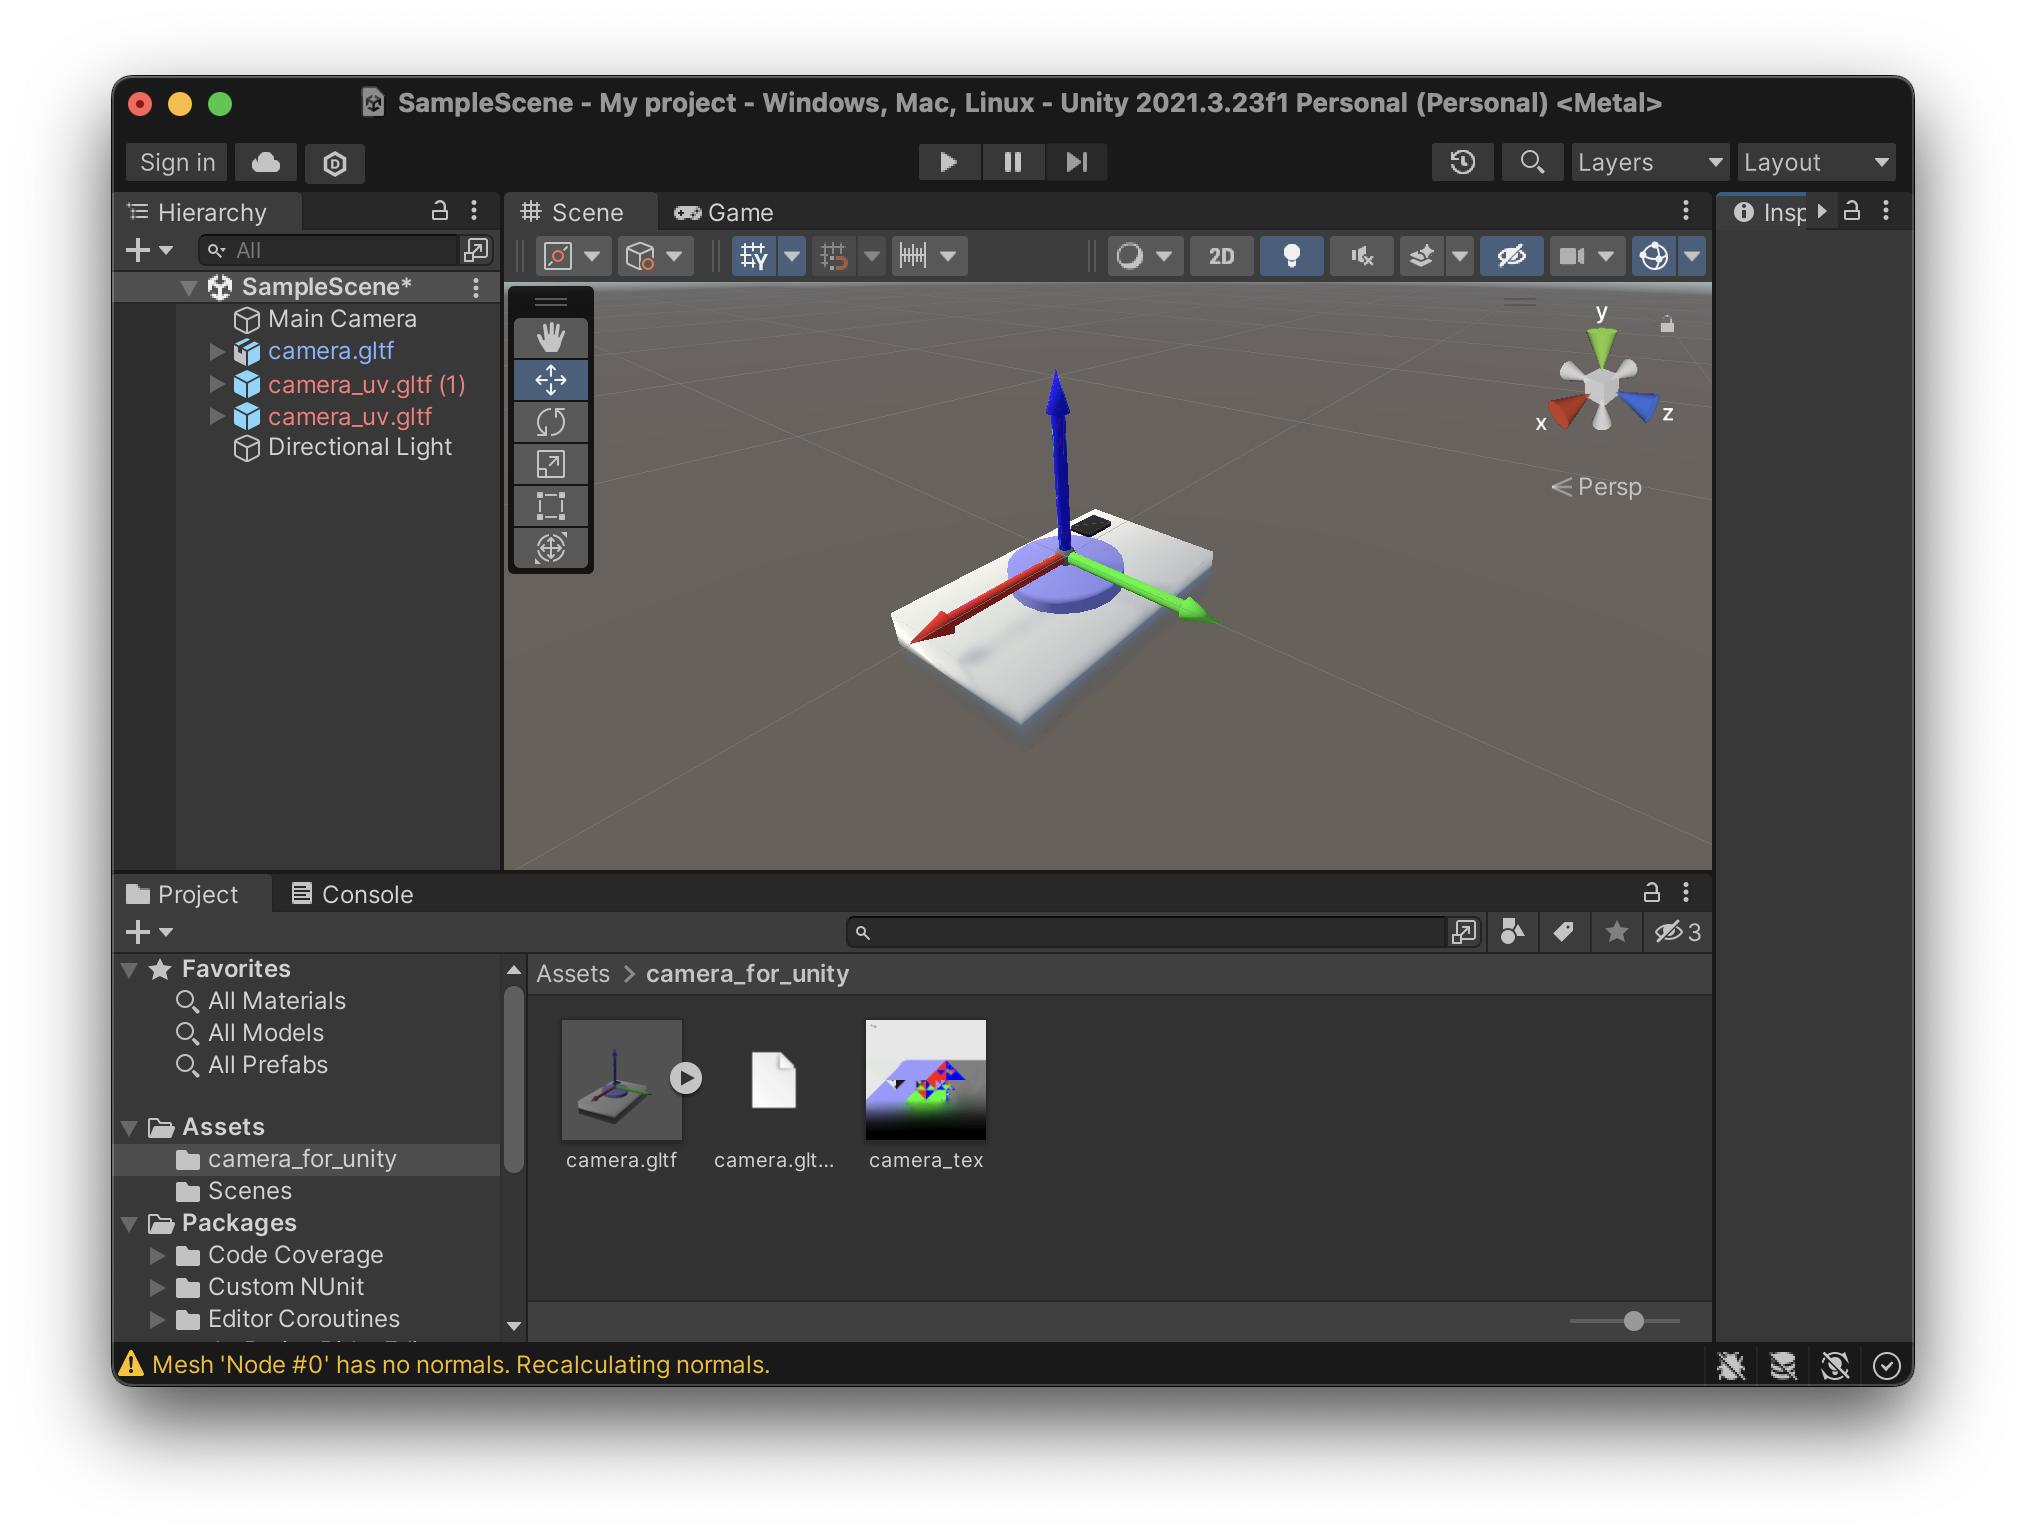 SampleScene - My project - Windows, Mac, Linux - Unity 2021.3.23f1 Personal (Personal) <Metal>
Sign in
Layers
Layout
Hierarchy
Scene
Game
Insp
All
2D
SampleScene*
Main Camera
camera.gltf
camera_uv.gltf (1)
camera_uv.gltf
Directional Light
y
x
z
Persp
Project
Console
3
Favorites
All Materials
All Models
All Prefabs
Assets
camera_for_unity
Scenes
Packages
Code Coverage
Custom NUnit
Editor Coroutines
Assets > camera_for_unity
camera.gltf
camera.glt...
camera_tex
Mesh 'Node #0' has no normals. Recalculating normals.